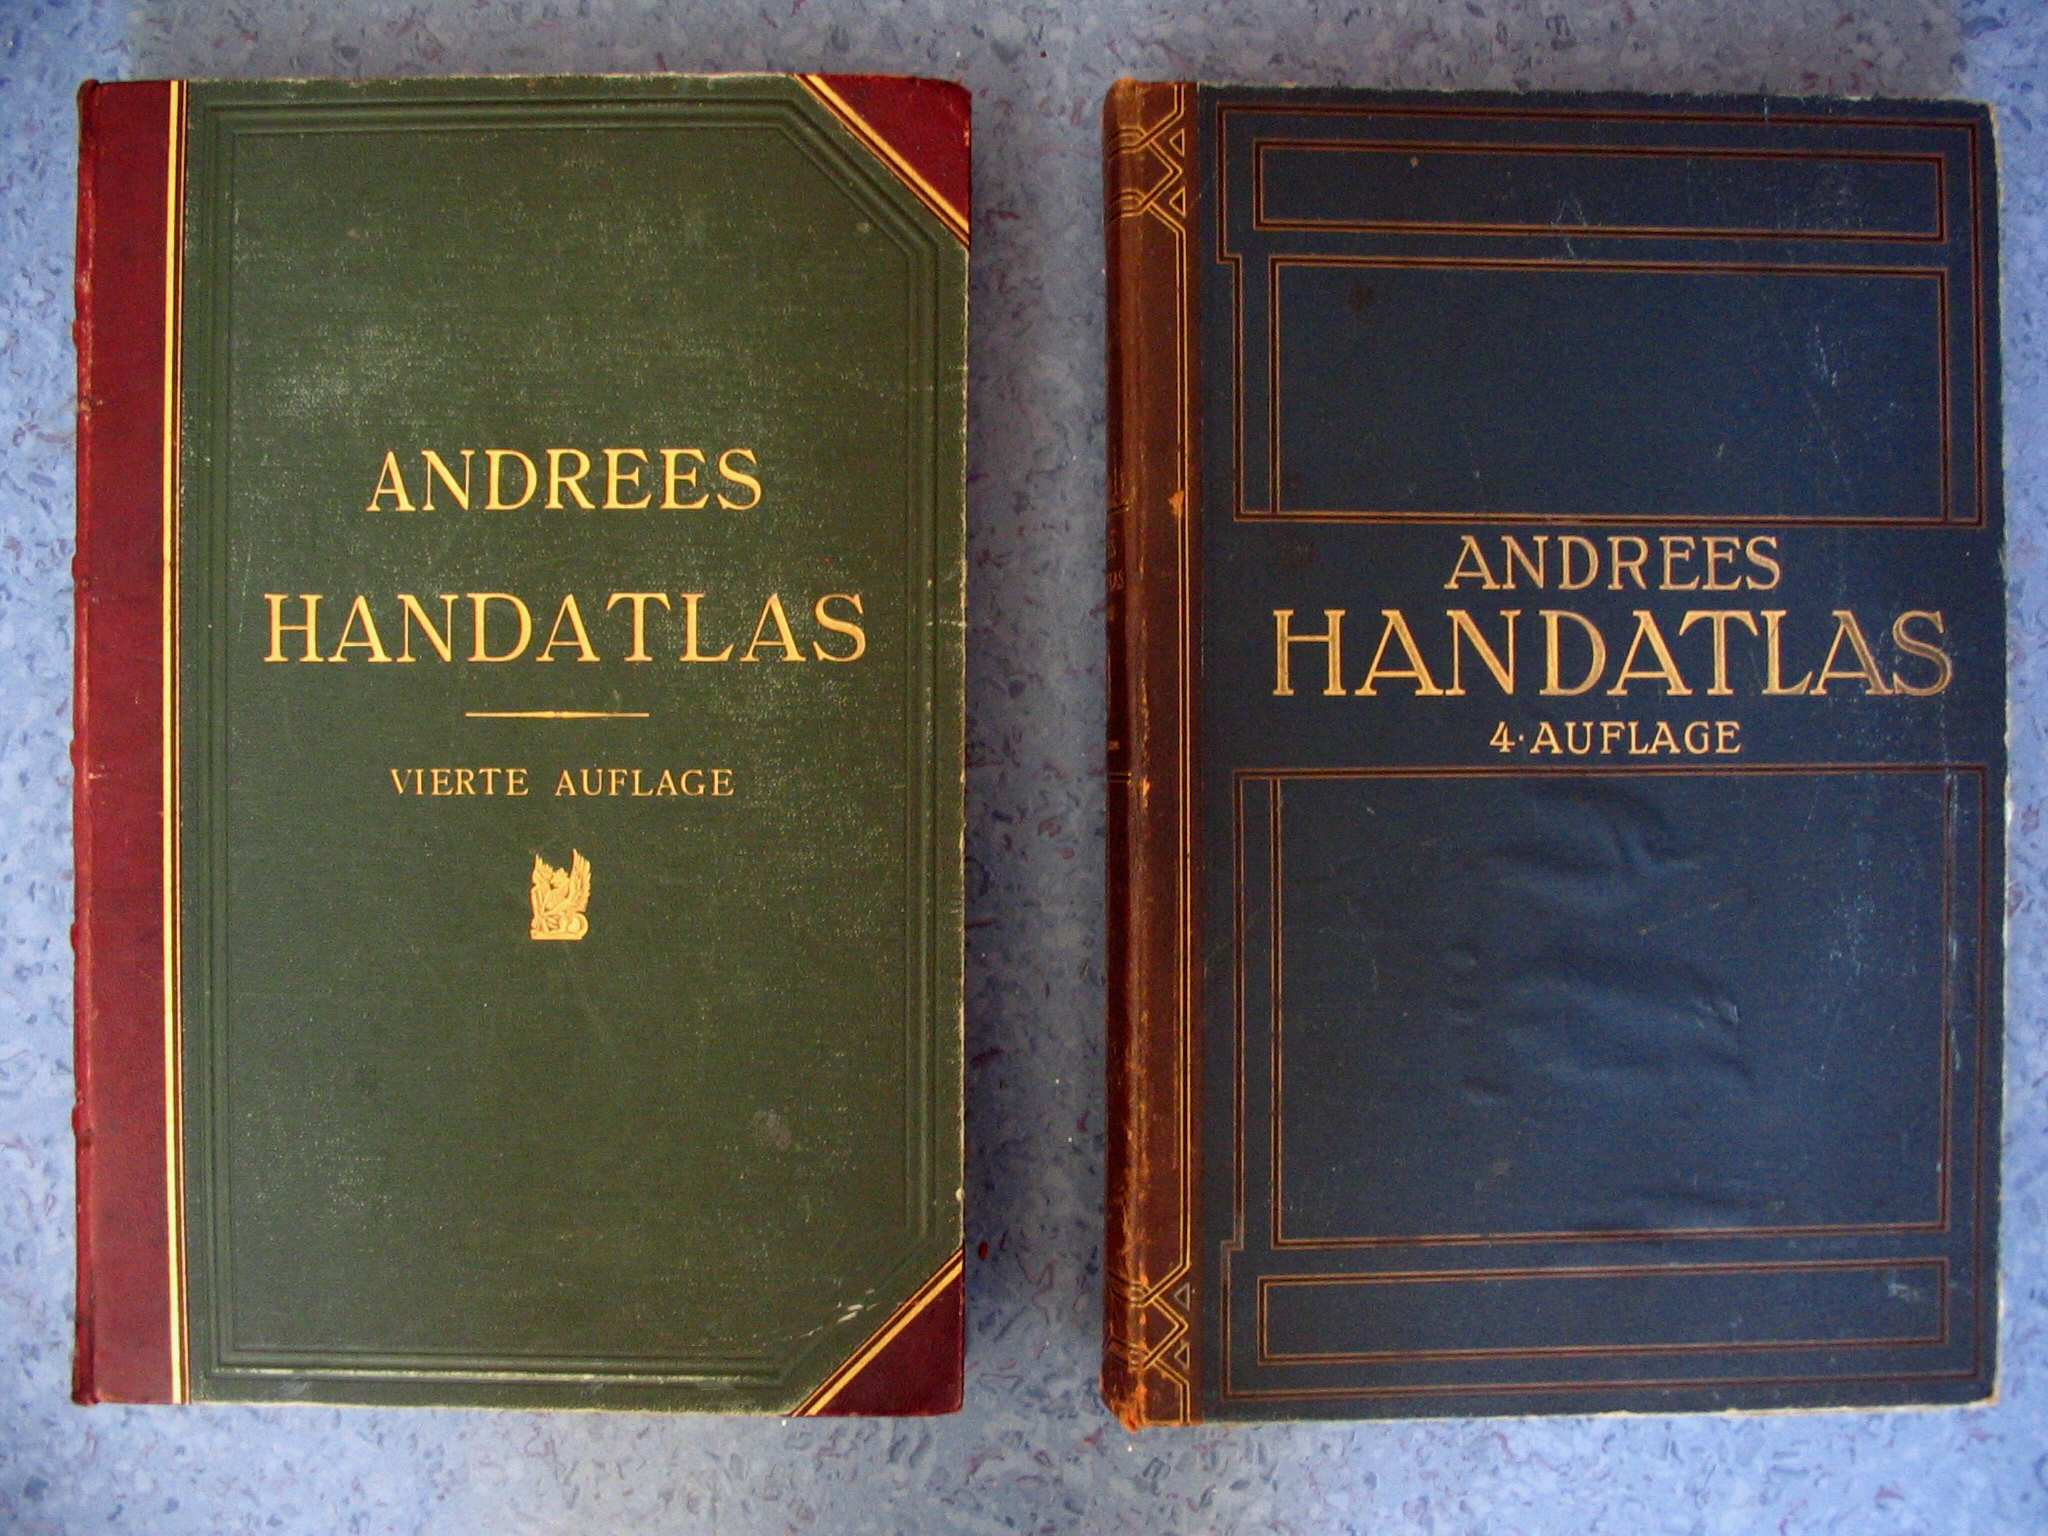 ANDREES
HANDATLAS
VIERTE AUFLAGE
ANDREES
HANDATLAS
4. AUFLAGE